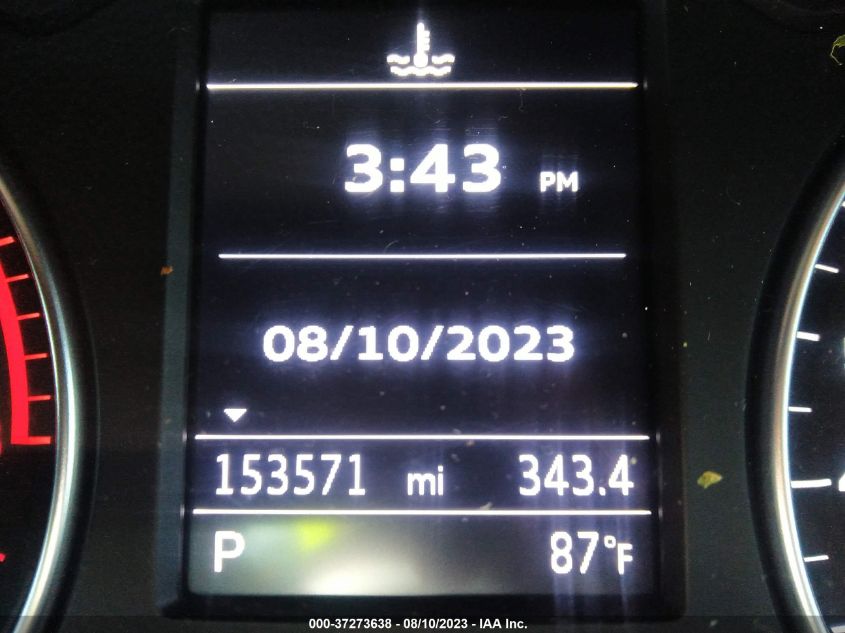 3:43 PM
08/10/2023
153571 mi 343.4
P 87°F
000-37273638 - 08/10/2023 - IAA Inc.